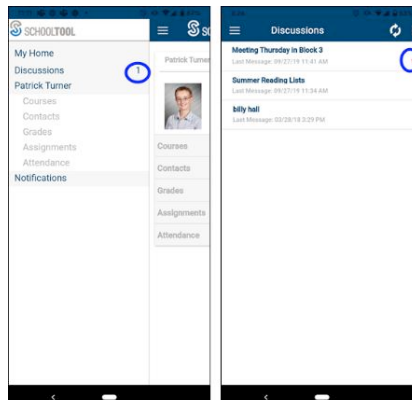 SCHOOLTOOL
My Home
Discussions 1
Patrick Turner
Courses
Contacts
Grades
Assignments
Attendance
Notifications
Patrick Turner
Courses
Contacts
Grades
Assignments
Attendance
Discussions
Meeting Thursday in Block 3
Last Message: 09/27/19 11:41 AM
Summer Reading Lists
Last Message: 09/27/19 11:34 AM
billy hall
Last Message: 03/28/18 3:29 PM